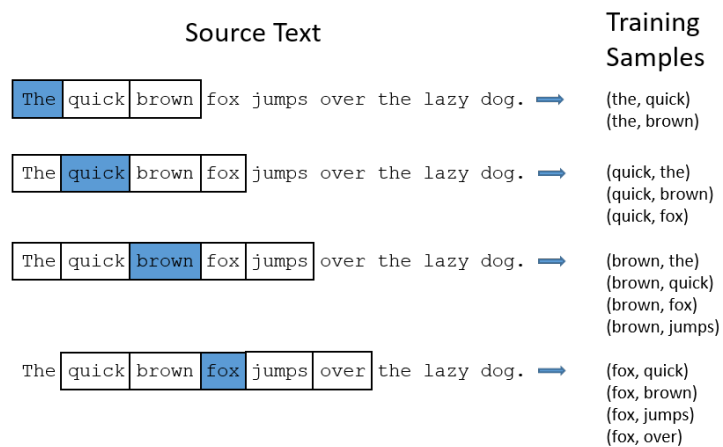 Source Text
Training
Samples
The quick brown fox jumps over the lazy dog.
(the, quick)
(the, brown)
The quick brown fox jumps over the lazy dog.
(quick, the)
(quick, brown)
(quick, fox)
The quick brown fox jumps over the lazy dog.
(brown, the)
(brown, quick)
(brown, fox)
(brown, jumps)
The quick brown fox jumps over the lazy dog.
(fox, quick)
(fox, brown)
(fox, jumps)
(fox, over)